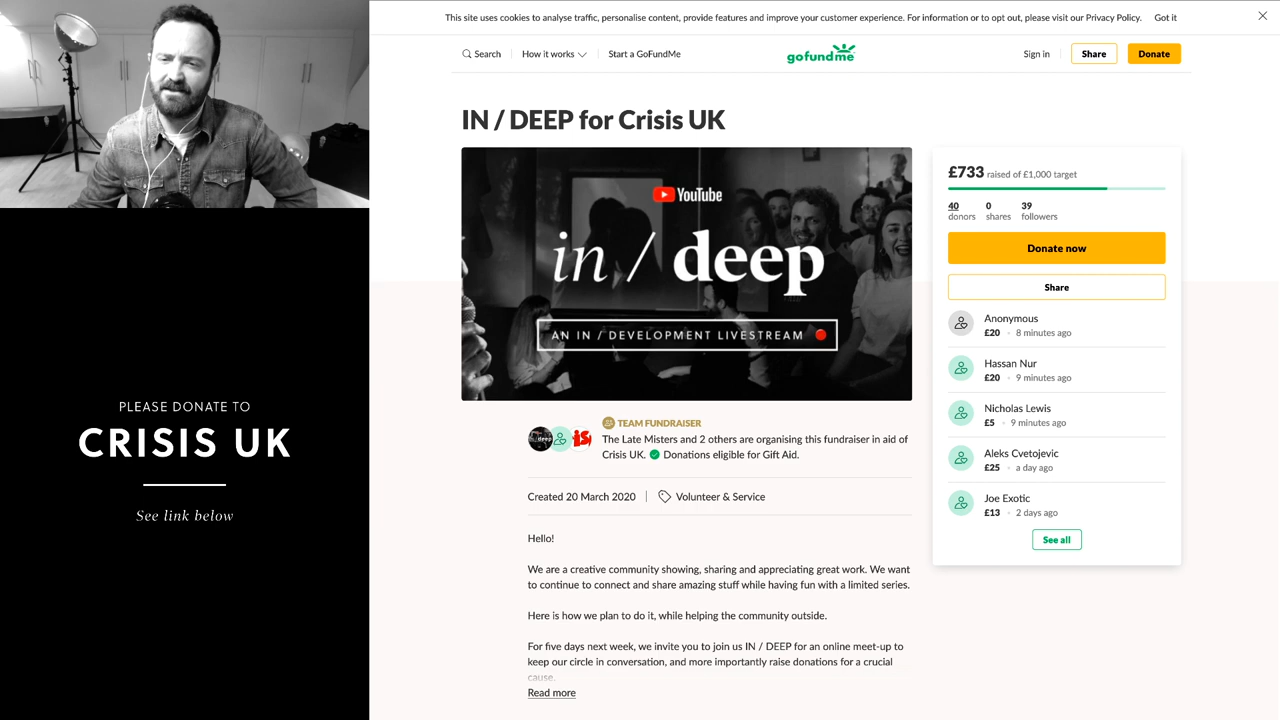 This site uses cookies to analyse traffic, personalise content, provide features and improve your customer experience. For information or to opt out, please visit our Privacy Policy. Got it
Search How it works Start a GoFundMe gofundme Sign in Share Donate
IN / DEEP for Crisis UK
YouTube
in / deep
AN IN / DEVELOPMENT LIVESTREAM
£733 raised of £1,000 target
40 0 39
donors shares followers
Donate now
Share
Anonymous
£20 • 8 minutes ago
Hassan Nur
£20 • 9 minutes ago
Nicholas Lewis
£5 • 9 minutes ago
Aleks Cvetojevic
£25 • a day ago
Joe Exotic
£13 • 2 days ago
See all
TEAM FUNDRAISER
The Late Misters and 2 others are organising this fundraiser in aid of
Crisis UK. Donations eligible for Gift Aid.
Created 20 March 2020 | Volunteer & Service
Hello!
We are a creative community showing, sharing and appreciating great work. We want
to continue to connect and share amazing stuff while having fun with a limited series.
Here is how we plan to do it, while helping the community outside.
For five days next week, we invite you to join us IN / DEEP for an online meet-up to
keep our circle in conversation, and more importantly raise donations for a crucial
cause.
Read more
PLEASE DONATE TO
CRISIS UK
See link below